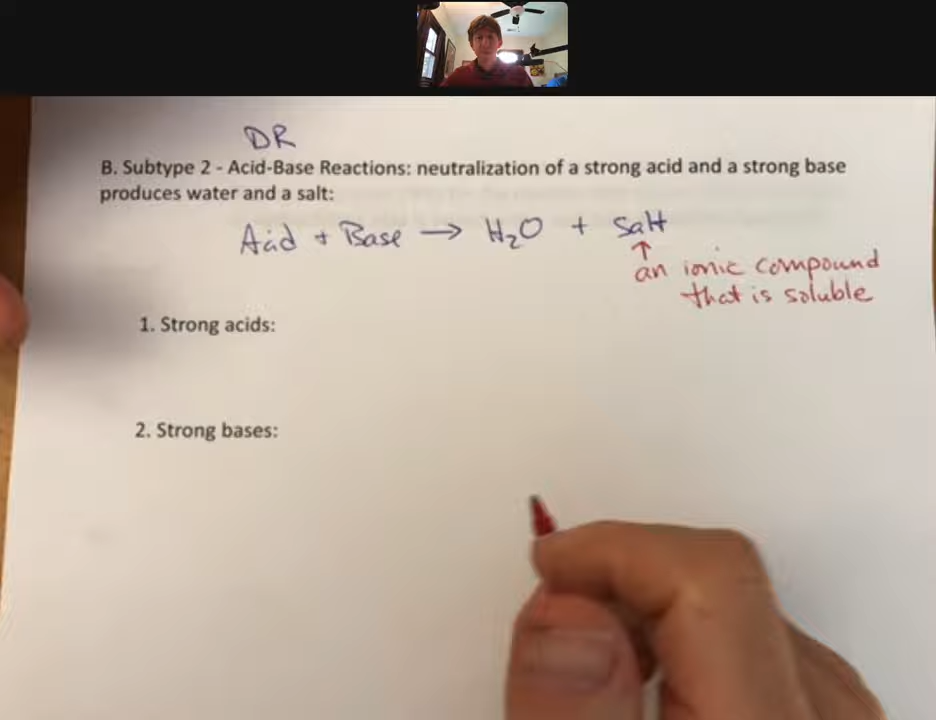 DR
B. Subtype 2 - Acid-Base Reactions: neutralization of a strong acid and a strong base
produces water and a salt:
Acid + Base → H₂O + Salt
↑
an ionic compound
that is soluble
1. Strong acids:
2. Strong bases: